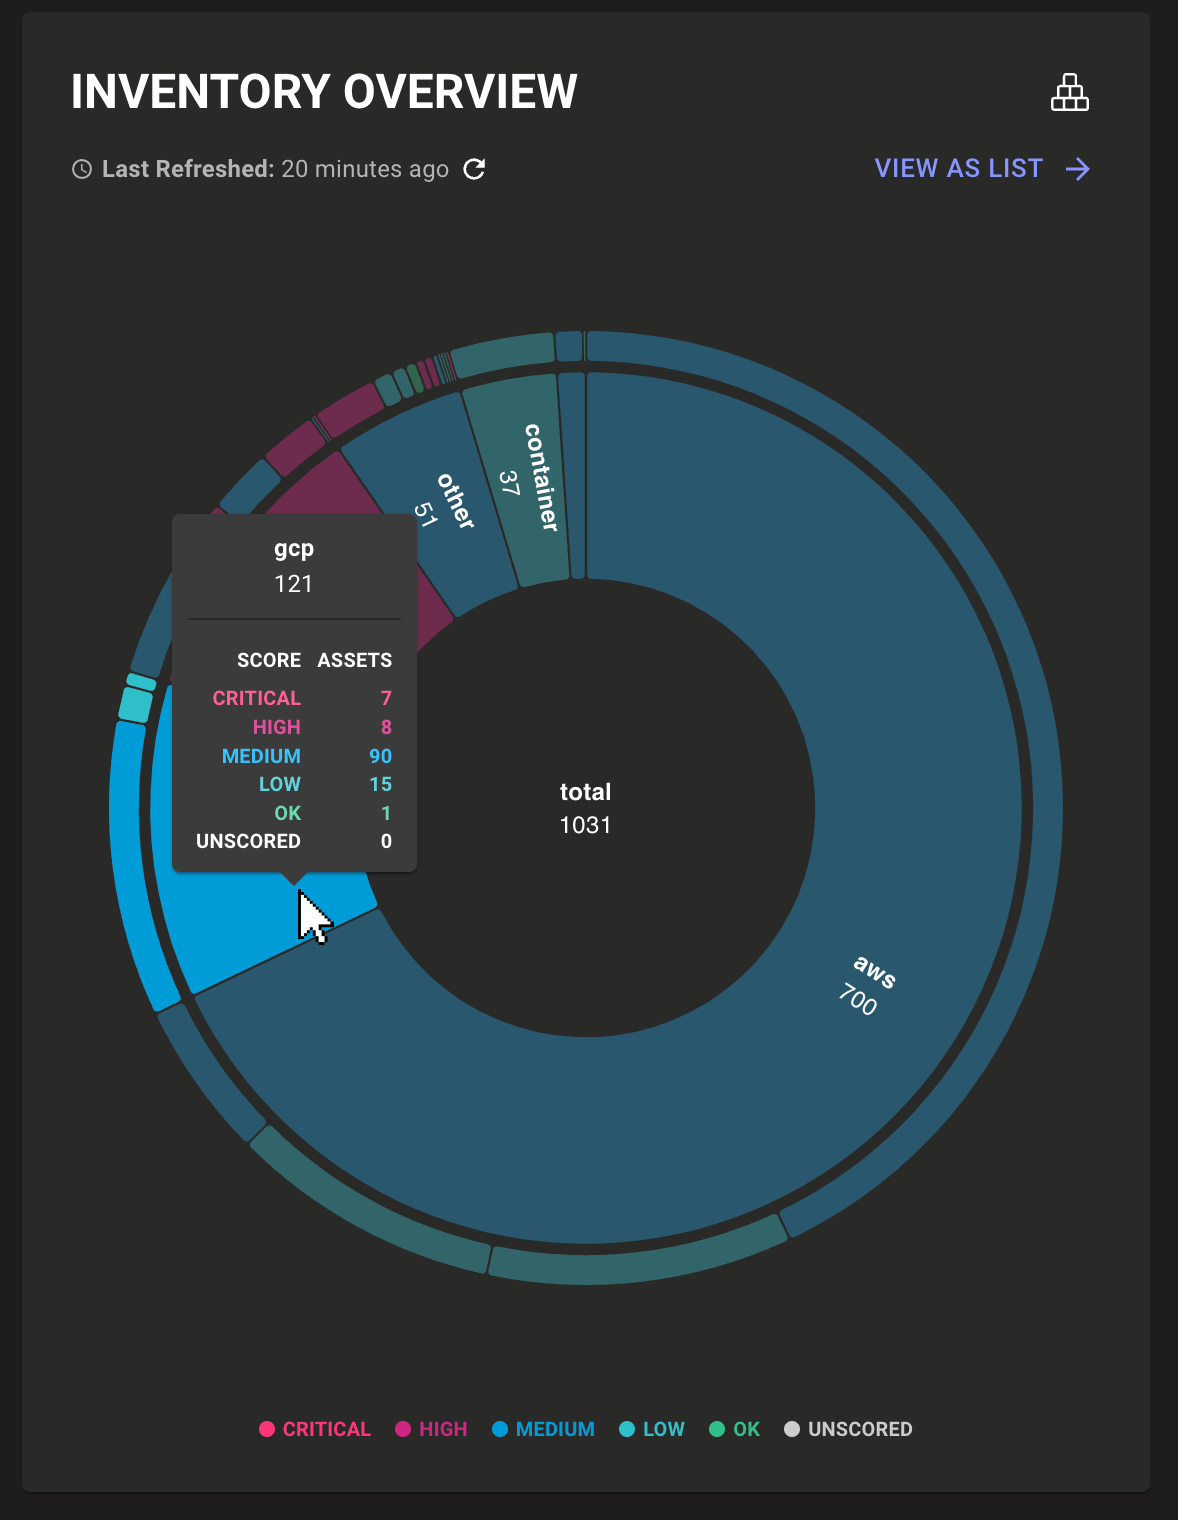 INVENTORY OVERVIEW
Last Refreshed: 20 minutes ago
VIEW AS LIST
container
37
other
51
gcp
121
SCORE ASSETS
CRITICAL 7
HIGH 8
MEDIUM 90
LOW 15
OK 1
UNSCORED 0
total
1031
aws
700
CRITICAL HIGH MEDIUM LOW OK UNSCORED